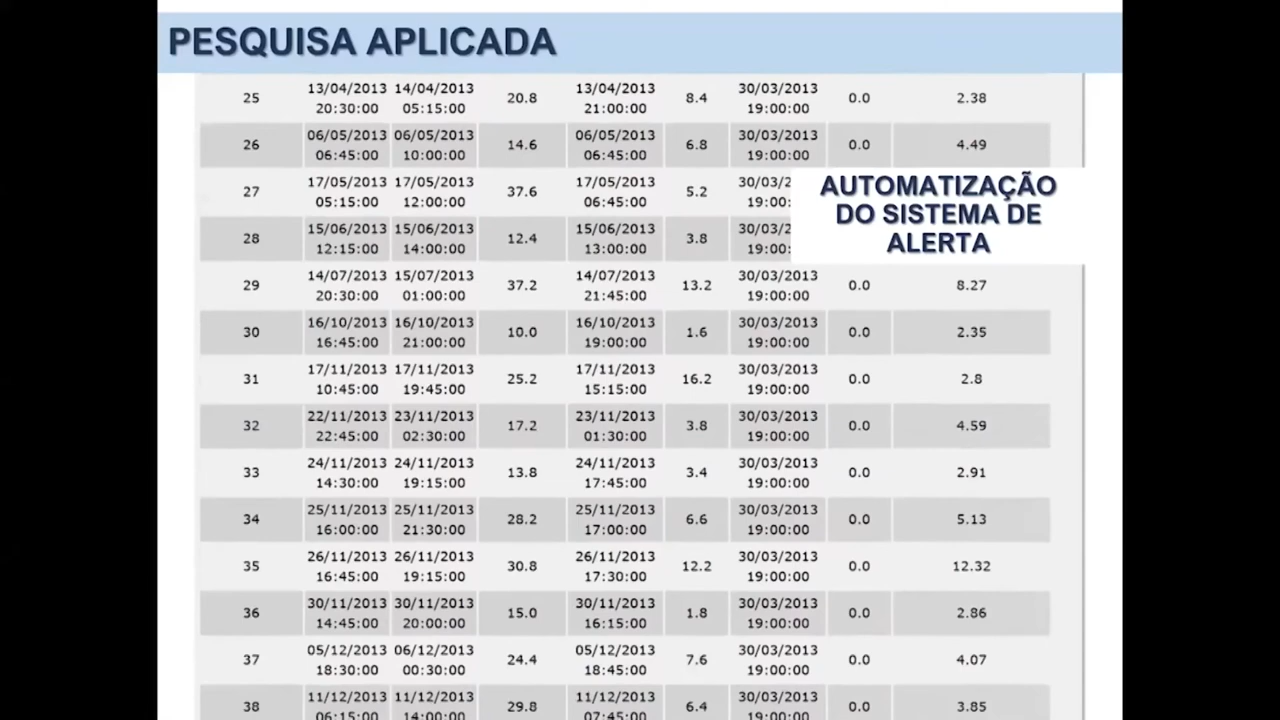 PESQUISA APLICADA
25 13/04/2013 20:30:00 14/04/2013 05:15:00 20.8 13/04/2013 21:00:00 8.4 30/03/2013 19:00:00 0.0 2.38
26 06/05/2013 06:45:00 06/05/2013 10:00:00 14.6 06/05/2013 06:45:00 6.8 30/03/2013 19:00:00 0.0 4.49
27 17/05/2013 05:15:00 17/05/2013 12:00:00 37.6 17/05/2013 06:45:00 5.2 30/03/2 19:00:
AUTOMATIZAÇÃO
DO SISTEMA DE
ALERTA
28 15/06/2013 12:15:00 15/06/2013 14:00:00 12.4 15/06/2013 13:00:00 3.8 30/03/2 19:00:
29 14/07/2013 20:30:00 15/07/2013 01:00:00 37.2 14/07/2013 21:45:00 13.2 30/03/2013 19:00:00 0.0 8.27
30 16/10/2013 16:45:00 16/10/2013 21:00:00 10.0 16/10/2013 19:00:00 1.6 30/03/2013 19:00:00 0.0 2.35
31 17/11/2013 10:45:00 17/11/2013 19:45:00 25.2 17/11/2013 15:15:00 16.2 30/03/2013 19:00:00 0.0 2.8
32 22/11/2013 22:45:00 23/11/2013 02:30:00 17.2 23/11/2013 01:30:00 3.8 30/03/2013 19:00:00 0.0 4.59
33 24/11/2013 14:30:00 24/11/2013 19:15:00 13.8 24/11/2013 17:45:00 3.4 30/03/2013 19:00:00 0.0 2.91
34 25/11/2013 16:00:00 25/11/2013 21:30:00 28.2 25/11/2013 17:00:00 6.6 30/03/2013 19:00:00 0.0 5.13
35 26/11/2013 16:45:00 26/11/2013 19:15:00 30.8 26/11/2013 17:30:00 12.2 30/03/2013 19:00:00 0.0 12.32
36 30/11/2013 14:45:00 30/11/2013 20:00:00 15.0 30/11/2013 16:15:00 1.8 30/03/2013 19:00:00 0.0 2.86
37 05/12/2013 18:30:00 06/12/2013 00:30:00 24.4 05/12/2013 18:45:00 7.6 30/03/2013 19:00:00 0.0 4.07
38 11/12/2013 06:15:00 11/12/2013 14:00:00 29.8 11/12/2013 07:45:00 6.4 30/03/2013 19:00:00 0.0 3.85